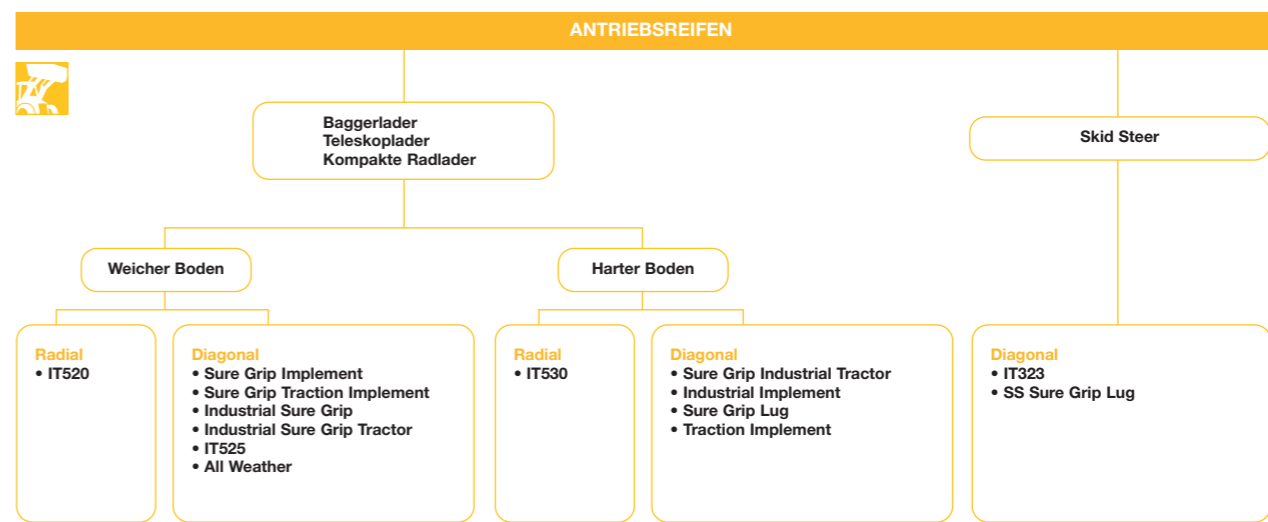 ANTRIEBSREIFEN
Baggerlader
Teleskoplader
Kompakte Radlader
Skid Steer
Weicher Boden
Harter Boden
Radial
• IT520
Diagonal
• Sure Grip Implement
• Sure Grip Traction Implement
• Industrial Sure Grip
• Industrial Sure Grip Tractor
• IT525
• All Weather
Radial
• IT530
Diagonal
• Sure Grip Industrial Tractor
• Industrial Implement
• Sure Grip Lug
• Traction Implement
Diagonal
• IT323
• SS Sure Grip Lug